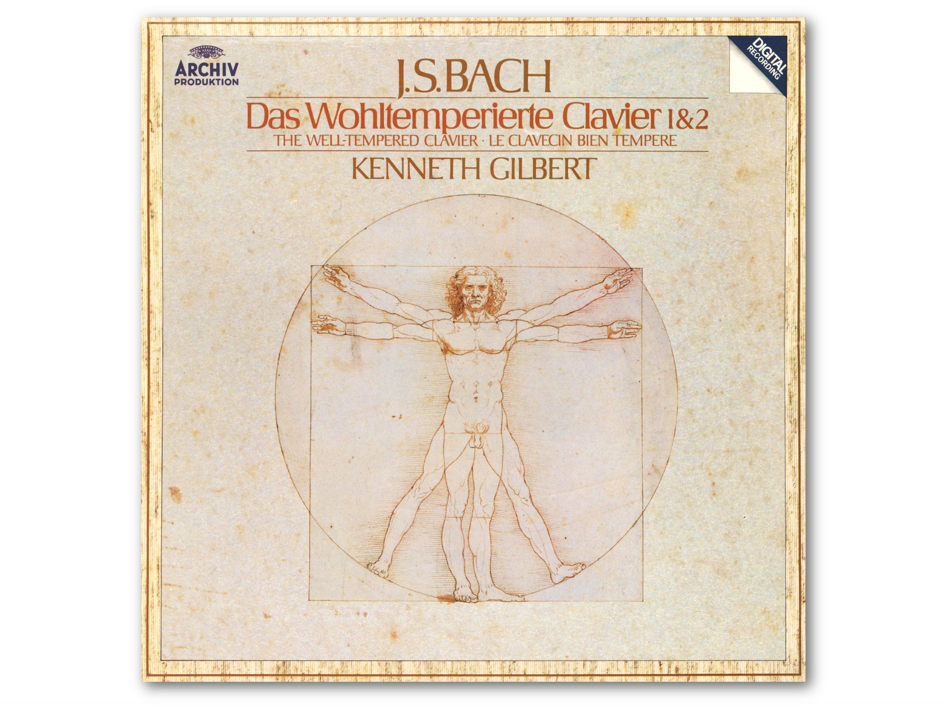 ARCHIV
PRODUKTION
DIGITAL
RECORDING
J.S.BACH
Das Wohltemperierte Clavier 1&2
THE WELL-TEMPERED CLAVIER · LE CLAVECIN BIEN TEMPERE
KENNETH GILBERT